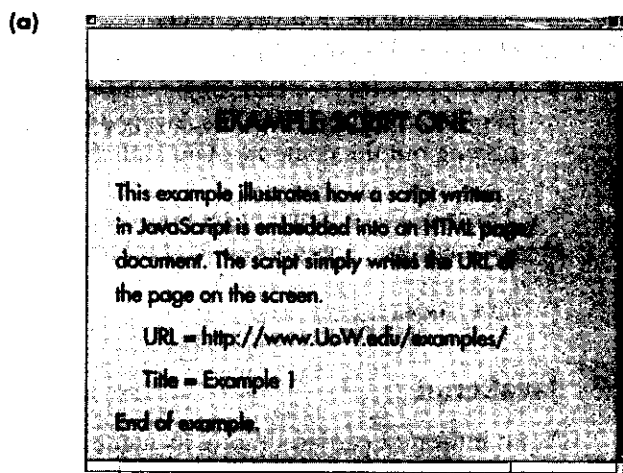 (a)
EXAMPLE SCRIPT ONE
This example illustrates how a script written
in JavaScript is embedded into an HTML page/
document. The script simply writes the URL of
the page on the screen.
URL = http://www.UoW.edu/examples/
Title = Example 1
End of example.